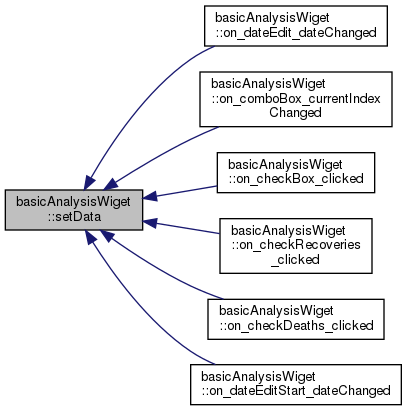 basicAnalysisWiget
::on_dateEdit_dateChanged
basicAnalysisWiget
::on_comboBox_currentIndex
Changed
basicAnalysisWiget
::on_checkBox_clicked
basicAnalysisWiget
::setData
basicAnalysisWiget
::on_checkRecoveries
_clicked
basicAnalysisWiget
::on_checkDeaths_clicked
basicAnalysisWiget
::on_dateEditStart_dateChanged